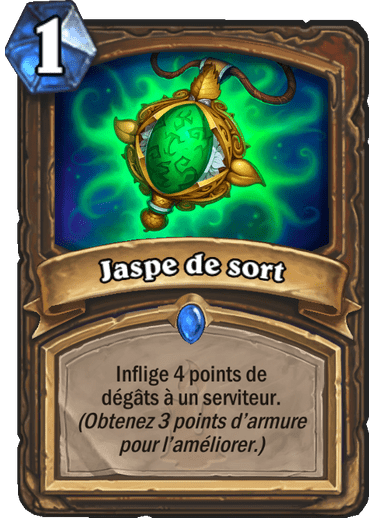 1
Jaspe de sort
Inflige 4 points de
dégâts à un serviteur.
(Obtenez 3 points d’armure
pour l’améliorer.)